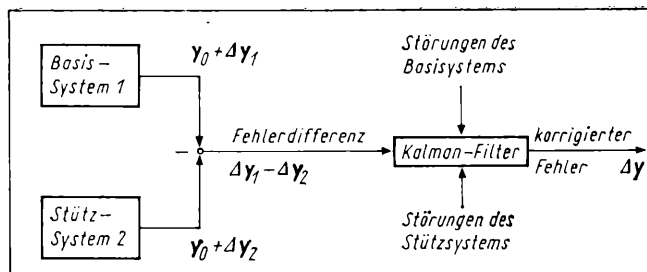 Basis-
System 1
y₀ + Δy₁
Störungen des
Basisystems
–
Fehlerdifferenz
Δy₁ – Δy₂
Kalman-Filter
korrigierter
Fehler Δy
Stütz-
System 2
y₀ + Δy₂
Störungen des
Stützsystems